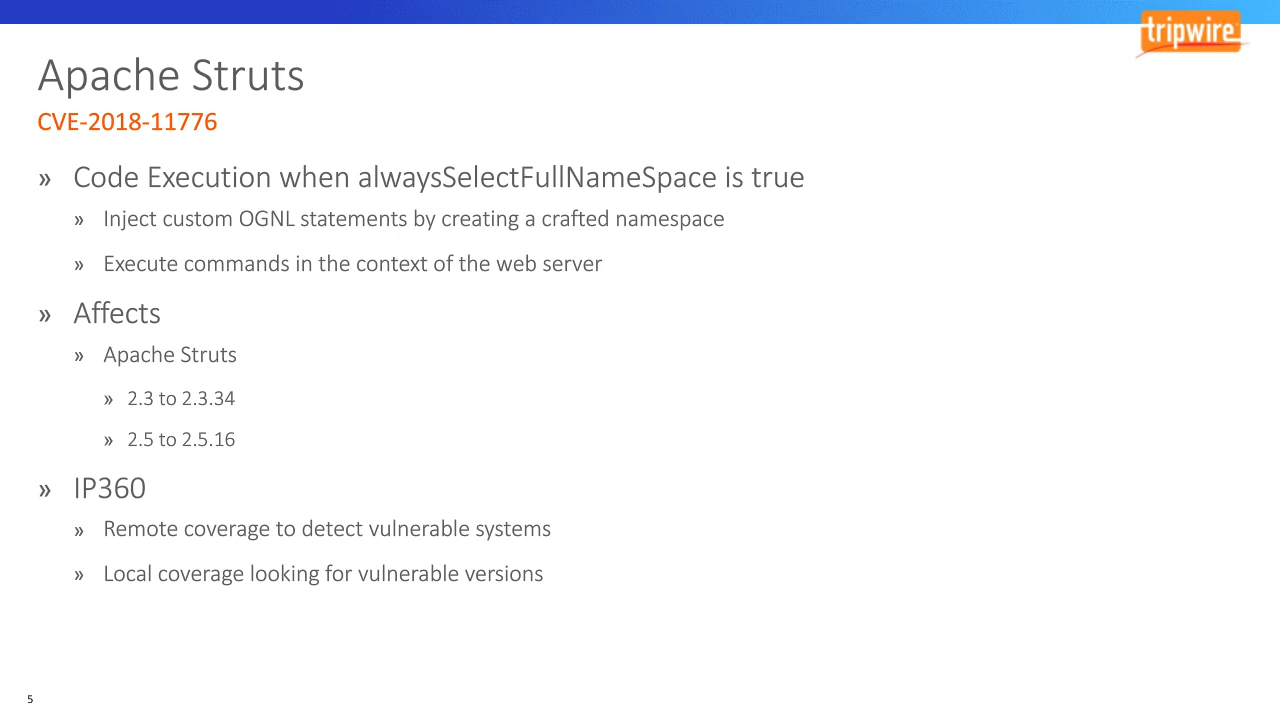 tripwire
Apache Struts
CVE-2018-11776
» Code Execution when alwaysSelectFullNameSpace is true
» Inject custom OGNL statements by creating a crafted namespace
» Execute commands in the context of the web server
» Affects
» Apache Struts
» 2.3 to 2.3.34
» 2.5 to 2.5.16
» IP360
» Remote coverage to detect vulnerable systems
» Local coverage looking for vulnerable versions
5